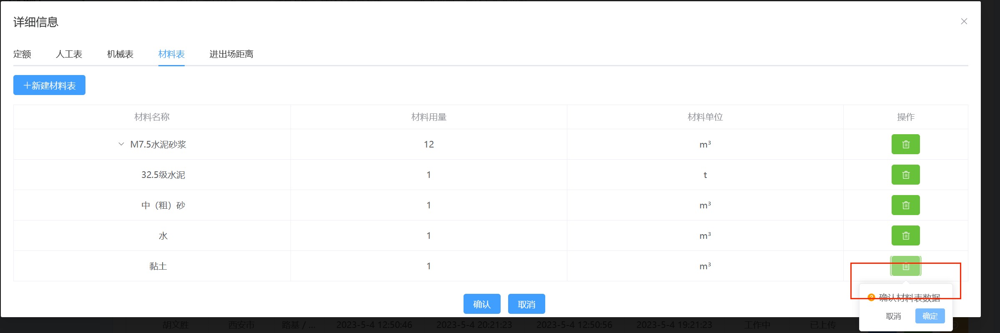 详细信息
定额 人工表 机械表 材料表 进出场距离
+新建材料表
材料名称 材料用量 材料单位 操作
M7.5水泥砂浆 12 m³
32.5级水泥 1 t
中（粗）砂 1 m³
水 1 m³
黏土 1 m³
确认材料表数据
确认 取消
取消 确定
胡文胜 西安市 路基 / ... 2023-5-4 12:50:46 2023-5-4 20:21:23 2023-5-4 12:50:56 2023-5-4 19:21:23 工作中 已上传